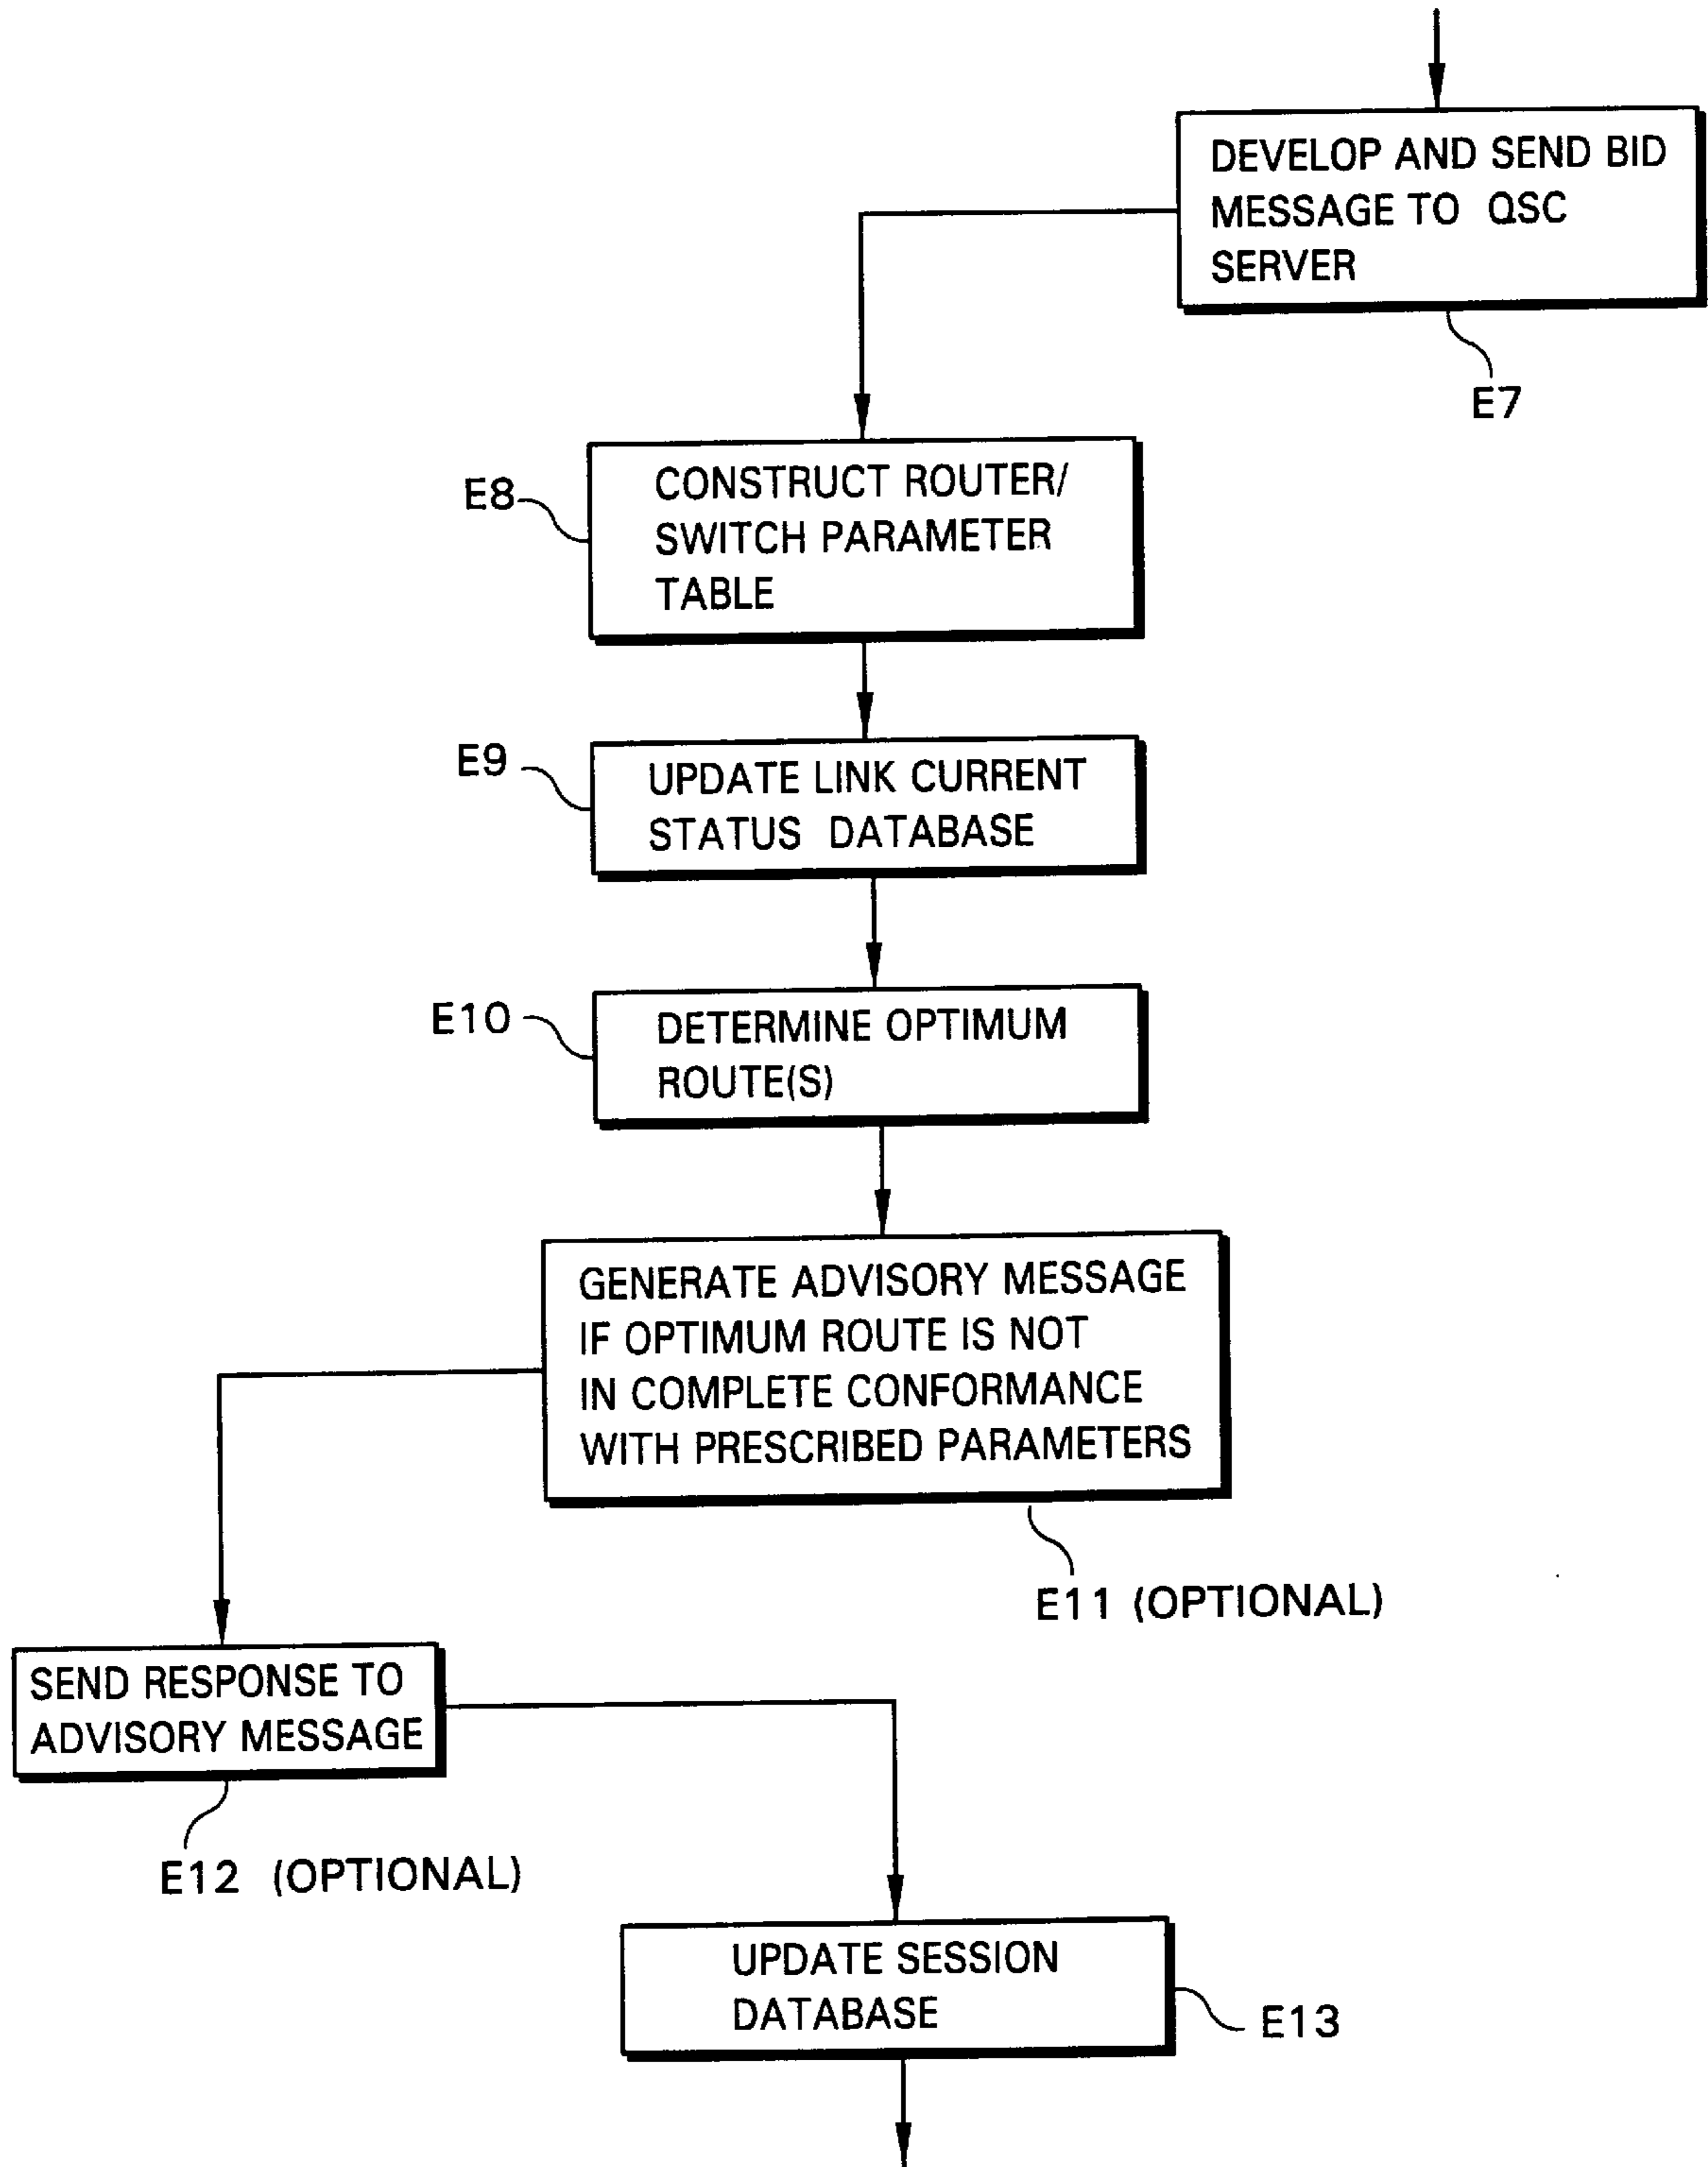 DEVELOP AND SEND BID
MESSAGE TO QSC
SERVER
E7
E8
CONSTRUCT ROUTER/
SWITCH PARAMETER
TABLE
E9
UPDATE LINK CURRENT
STATUS DATABASE
E10
DETERMINE OPTIMUM
ROUTE(S)
GENERATE ADVISORY MESSAGE
IF OPTIMUM ROUTE IS NOT
IN COMPLETE CONFORMANCE
WITH PRESCRIBED PARAMETERS
E11 (OPTIONAL)
SEND RESPONSE TO
ADVISORY MESSAGE
E12 (OPTIONAL)
UPDATE SESSION
DATABASE
E13